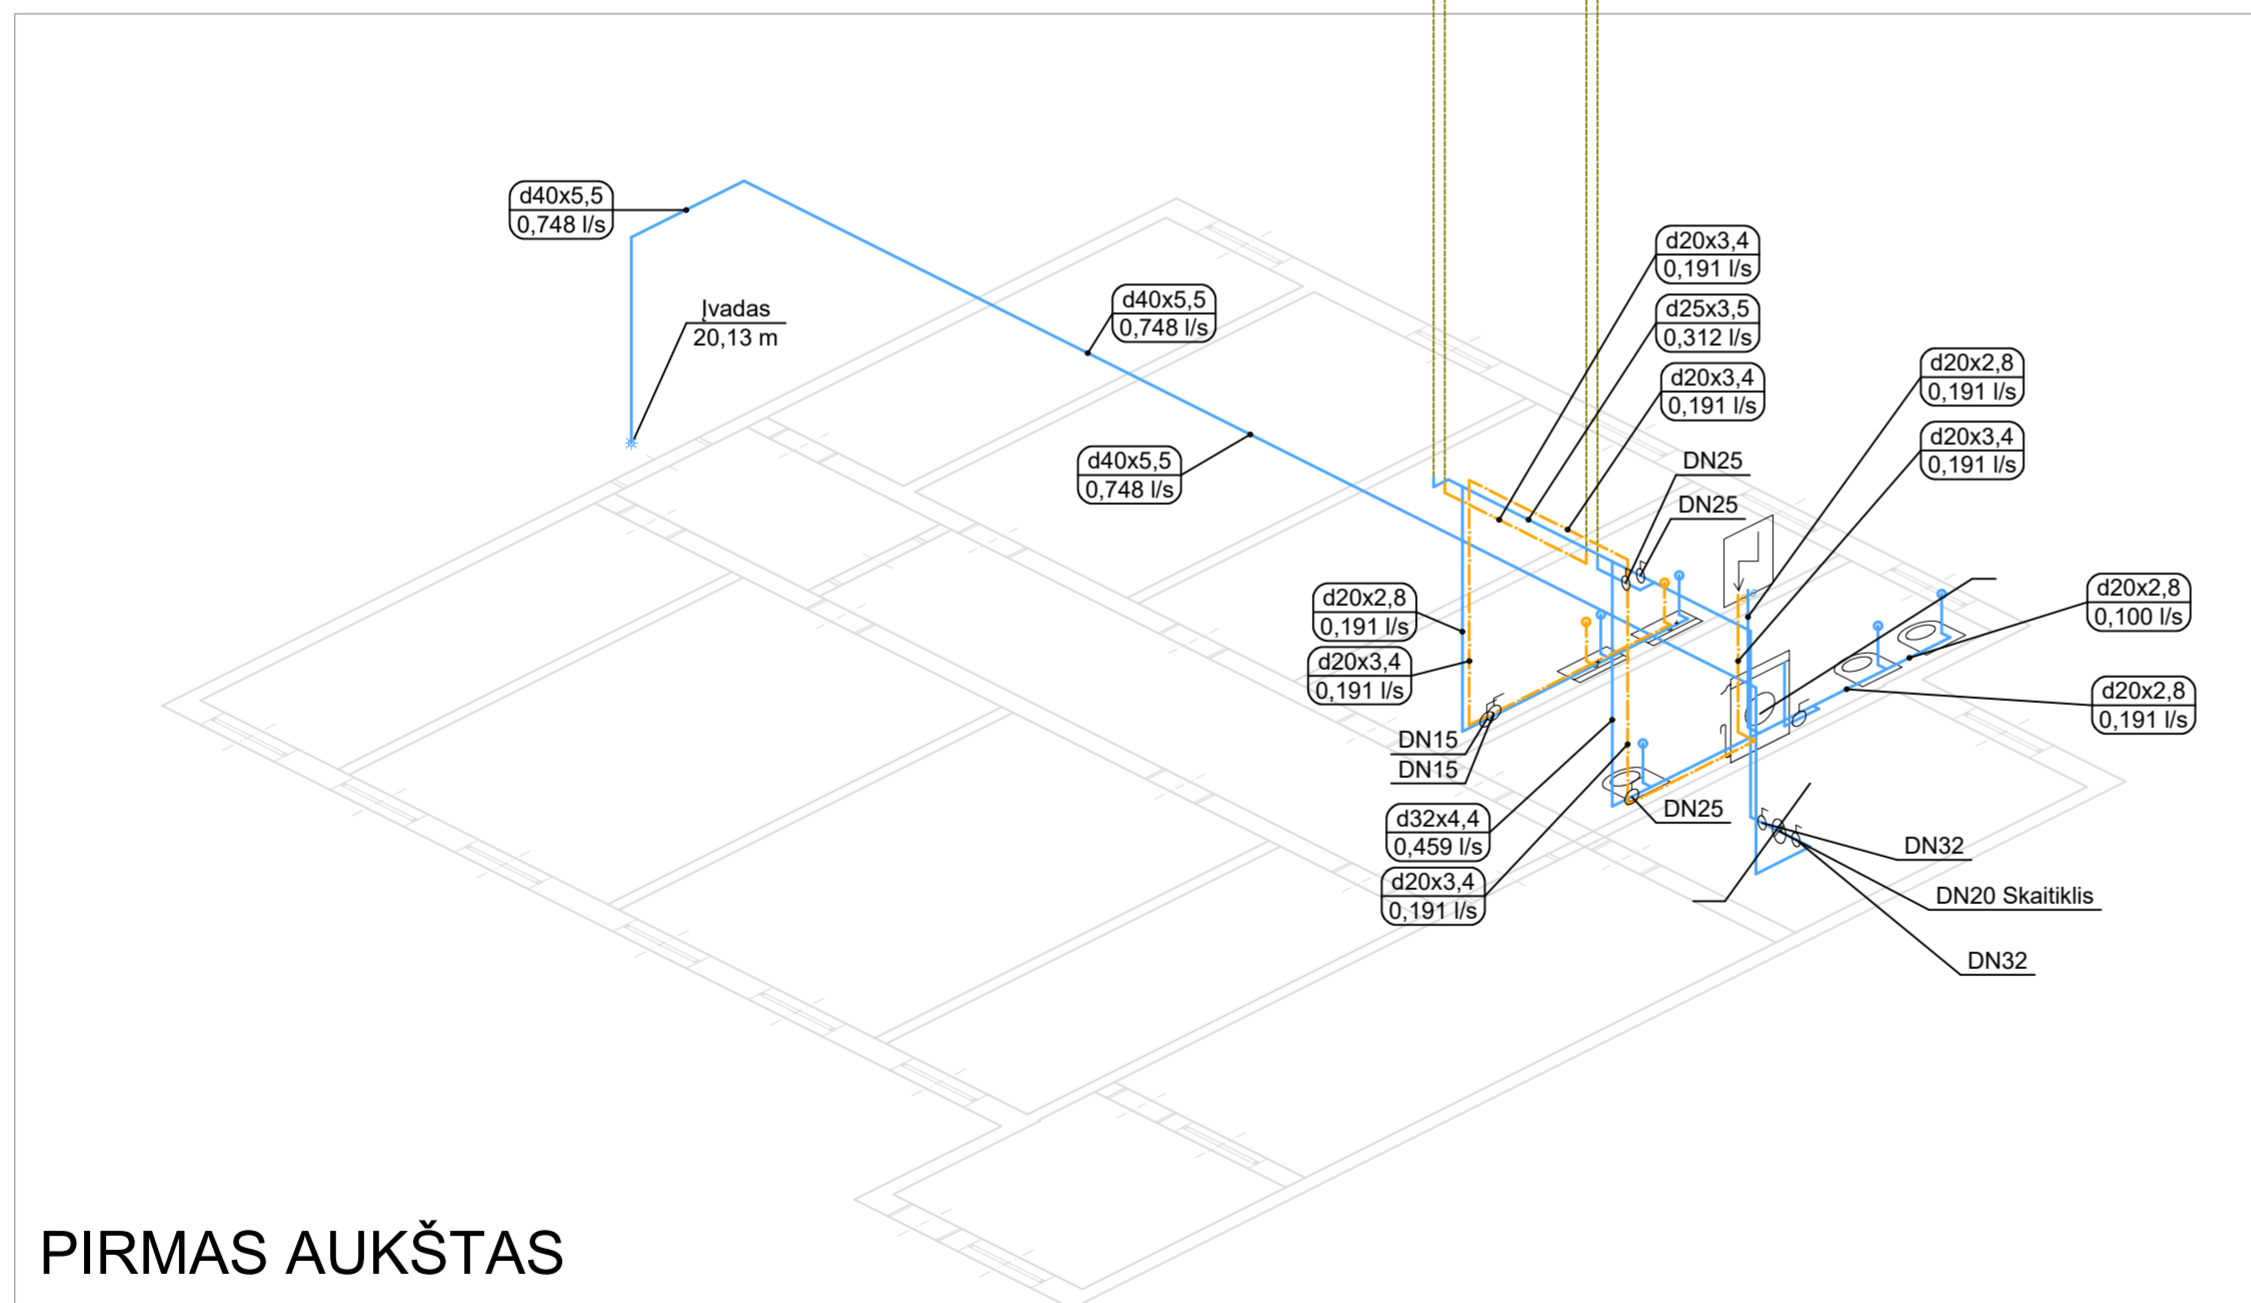 d40x5,5
0,748 l/s
Įvadas
20,13 m
d40x5,5
0,748 l/s
d40x5,5
0,748 l/s
d20x3,4
0,191 l/s
d25x3,5
0,312 l/s
d20x3,4
0,191 l/s
DN25
DN25
d20x2,8
0,191 l/s
d20x3,4
0,191 l/s
d20x2,8
0,100 l/s
d20x2,8
0,191 l/s
d20x2,8
0,191 l/s
d20x3,4
0,191 l/s
DN15
DN15
d32x4,4
0,459 l/s
d20x3,4
0,191 l/s
DN25
DN32
DN20 Skaitiklis
DN32
PIRMAS AUKŠTAS